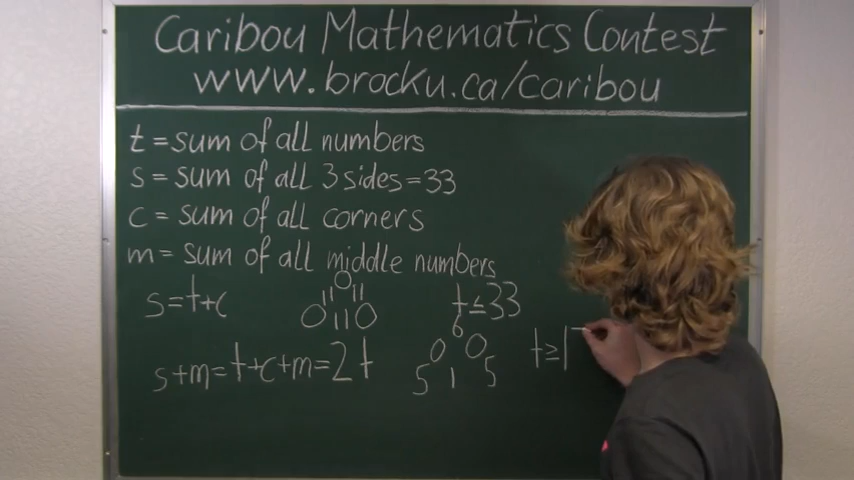 Caribou Mathematics Contest
www.brocku.ca/caribou
t = sum of all numbers
s = sum of all 3 sides = 33
c = sum of all corners
m = sum of all middle numbers
s=t+c
0
11 11
0 11 0
t≤33
s+m=t+c+m=2t
6
0 0
5 1 5
t≥1